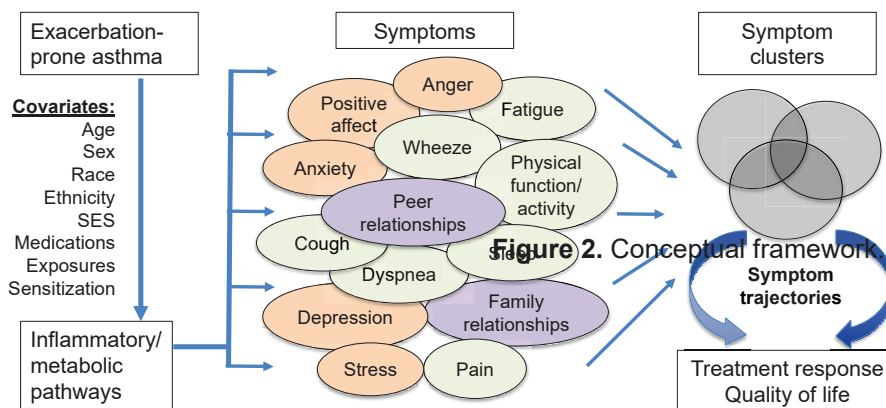 Exacerbation-
prone asthma
Covariates:
Age
Sex
Race
Ethnicity
SES
Medications
Exposures
Sensitization
Inflammatory/
metabolic
pathways
Symptoms
Anger
Positive
affect
Fatigue
Wheeze
Anxiety
Physical
function/
activity
Peer
relationships
Cough
Sleep
Dyspnea
Family
relationships
Depression
Stress
Pain
Symptom
clusters
Figure 2. Conceptual framework.
Symptom
trajectories
Treatment response
Quality of life